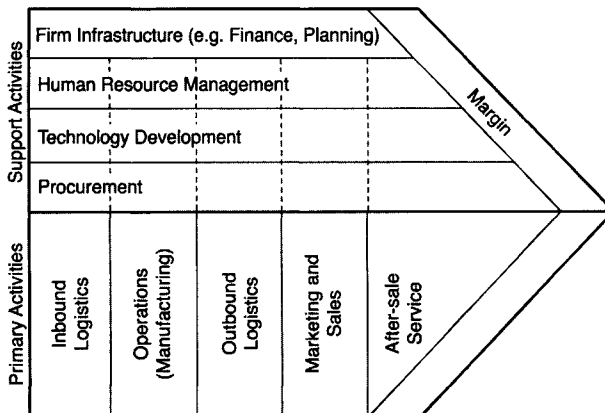 Support Activities
Firm Infrastructure (e.g. Finance, Planning)
Human Resource Management
Technology Development
Procurement
Margin
Primary Activities
Inbound
Logistics
Operations
(Manufacturing)
Outbound
Logistics
Marketing and
Sales
After-sale
Service